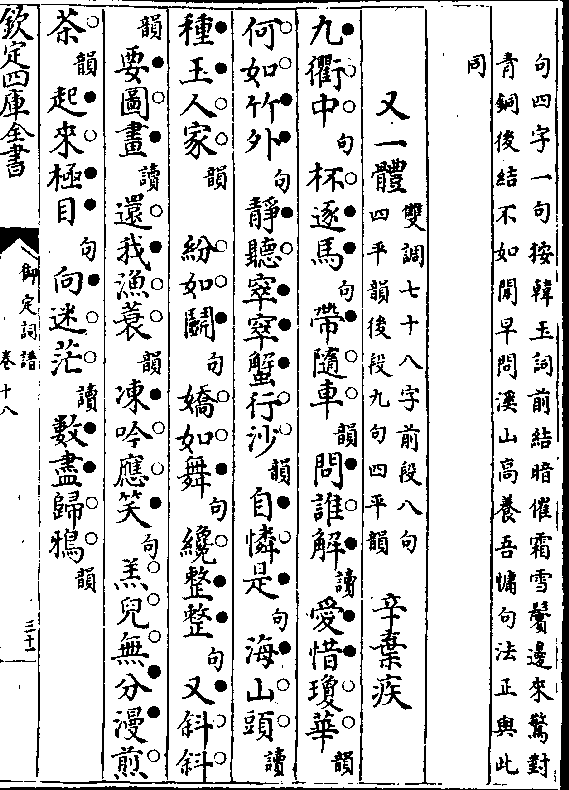 句四字一句按韓玉詞前結暗催霜雪鬢邊來驚對
青銅後結不如聞早問溪山高養吾慵句法正與此
同
又一體 雙調七十八字前段八句四平韻後段九句四平韻 辛棄疾
九衢中句杯逐馬句帶隨車韻問誰解讀愛惜瓊華韻
何如竹外句靜聽窣窣蟹行沙韻自憐是句海山頭讀
種玉人家韻 紛如鬬句嬌如舞句纔整整句又斜斜
韻要圖畫讀還我漁蓑韻凍吟應笑句羔兒無分漫煎
茶韻起來極目句向迷茫讀數盡歸鴉韻
欽定四庫全書
御定詞譜 卷十八
三十一